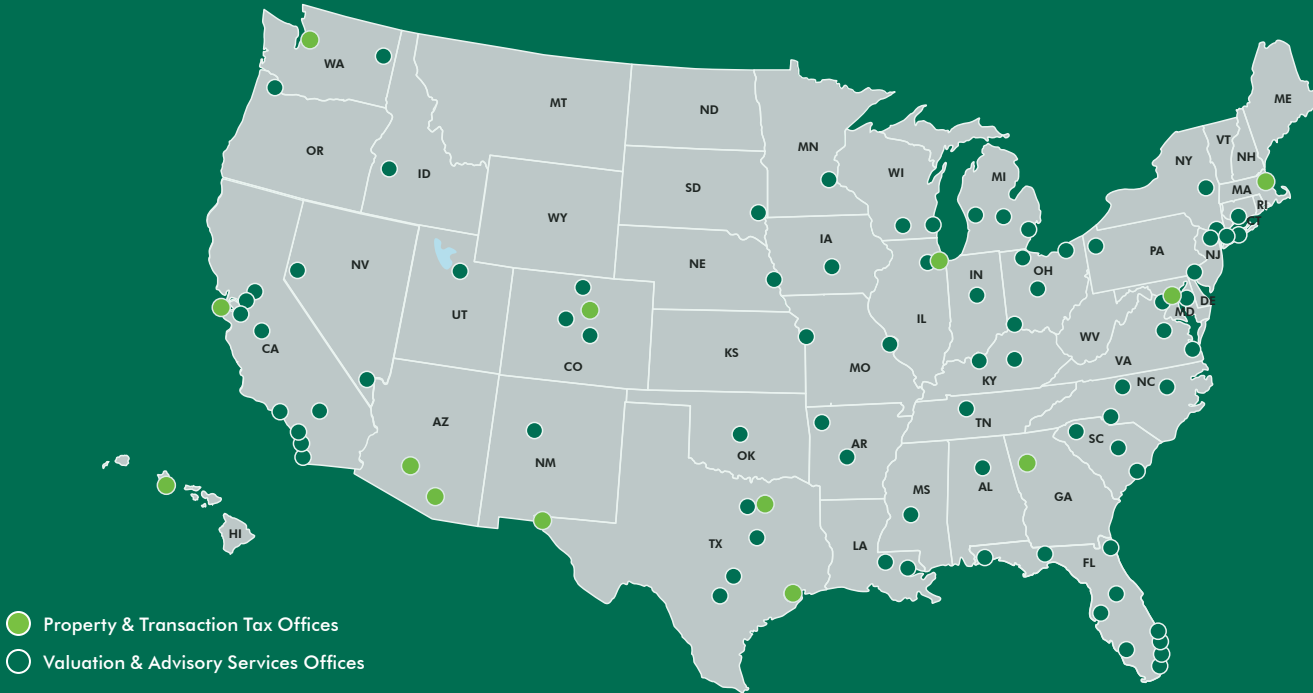 WA
MT
ND
MN
ME
VT
NH
NY
OR
ID
SD
WI
MI
MA
RI
CT
WY
NV
NE
IA
PA
NJ
IN
OH
UT
IL
DE
MD
CA
CO
KS
MO
WV
VA
KY
NC
AZ
NM
OK
AR
TN
SC
MS
AL
GA
HI
TX
LA
FL
Property & Transaction Tax Offices
Valuation & Advisory Services Offices